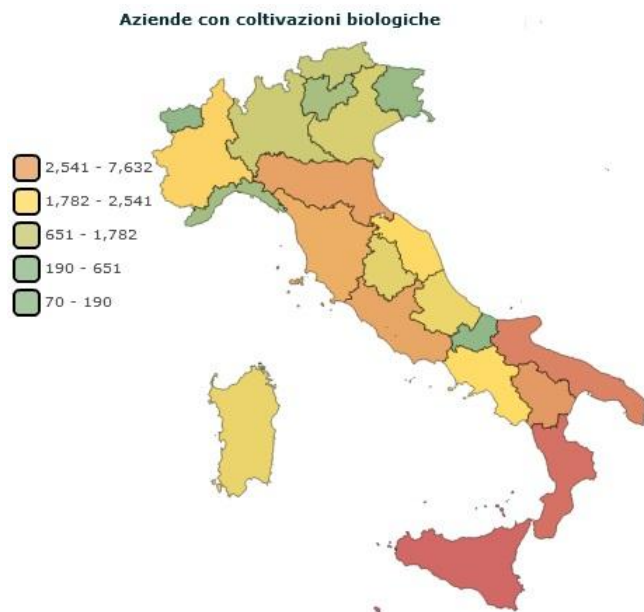 Aziende con coltivazioni biologiche
2,541 - 7,632
1,782 - 2,541
651 - 1,782
190 - 651
70 - 190